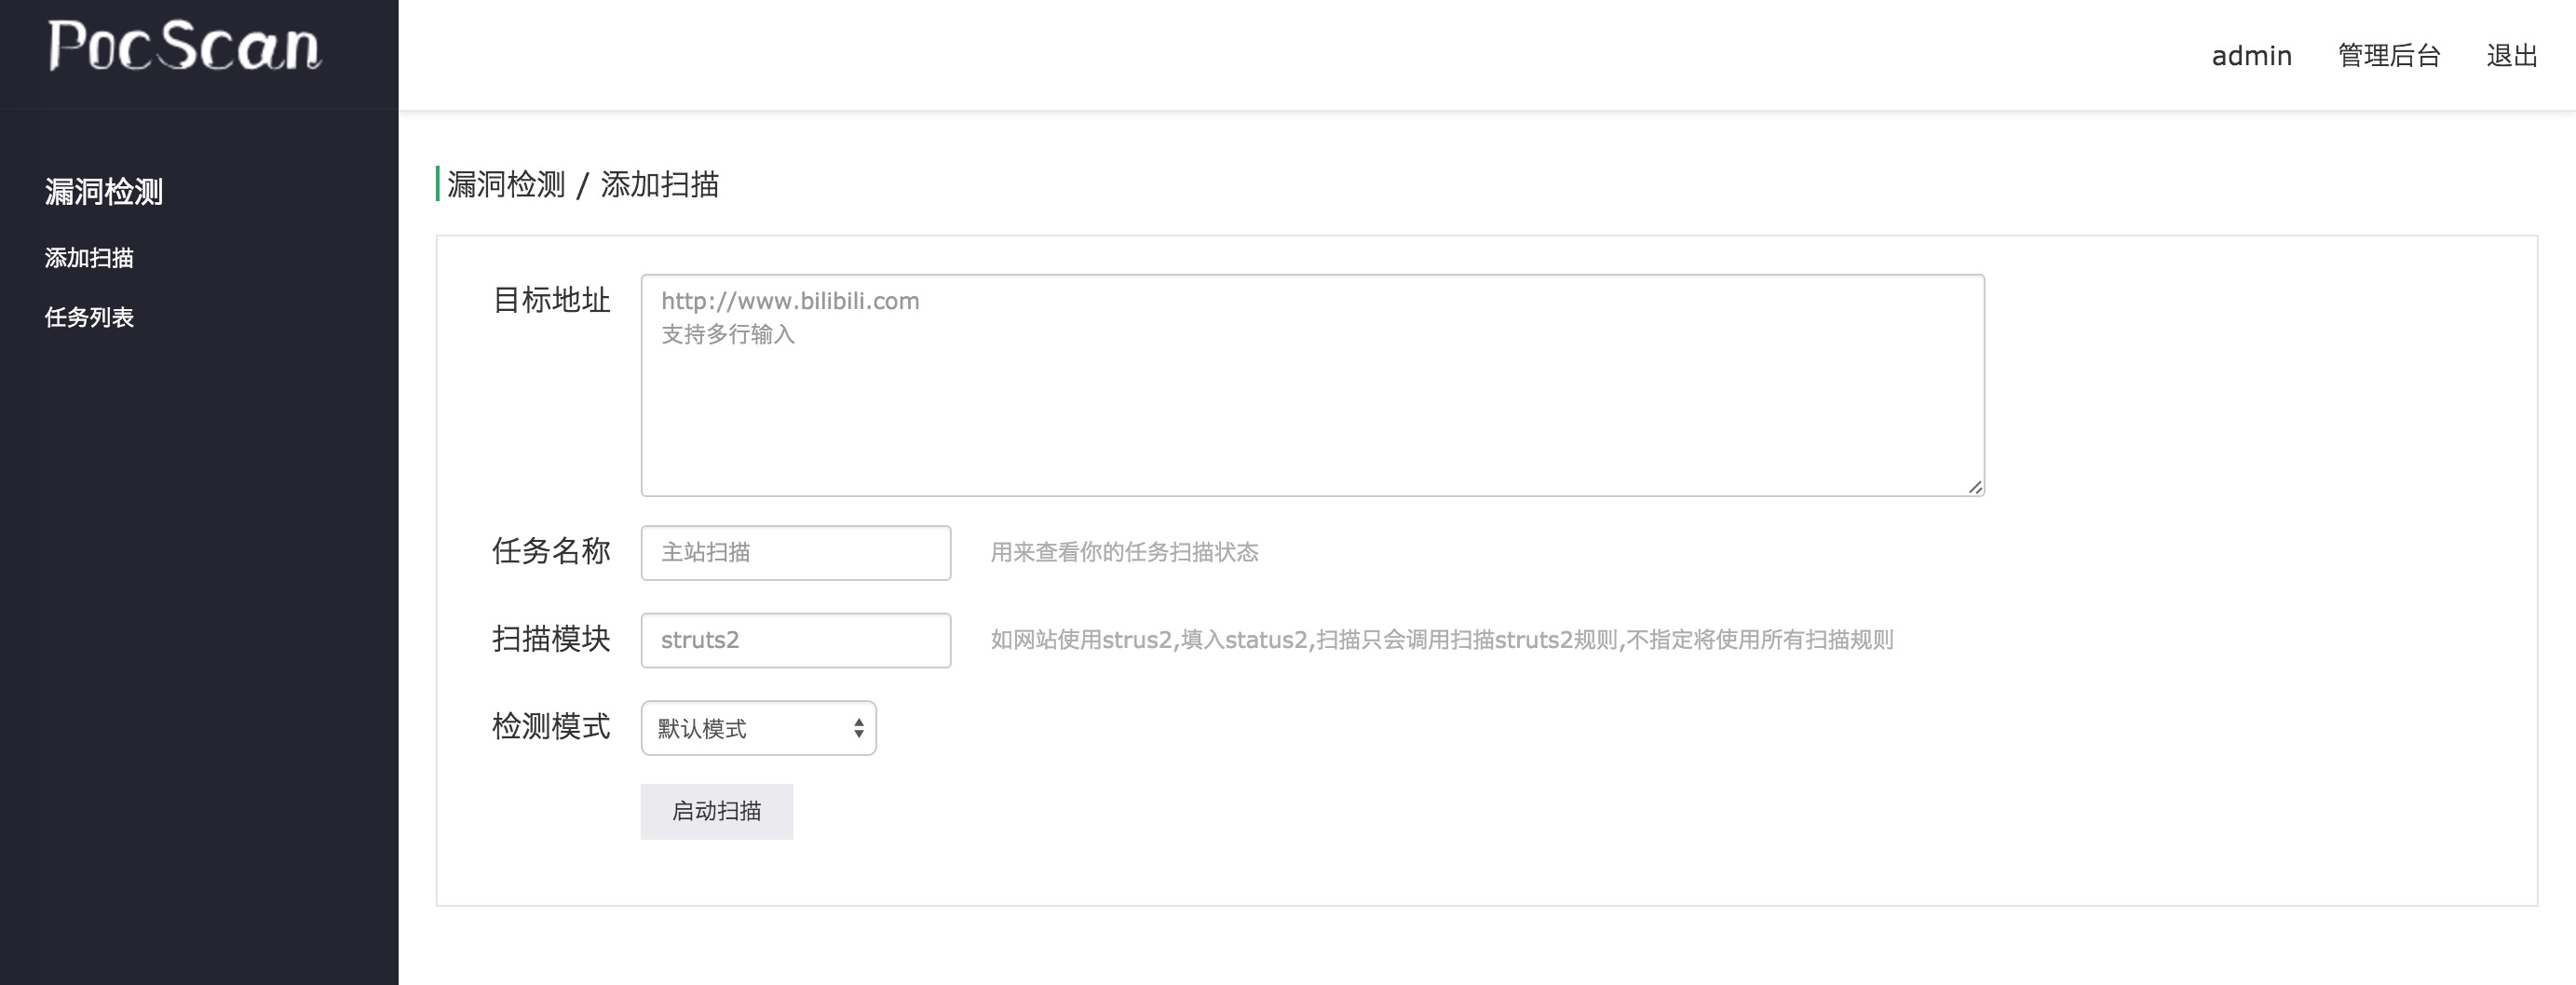 PocScan
admin 管理后台 退出
漏洞检测
添加扫描
任务列表
漏洞检测 / 添加扫描
目标地址
http://www.bilibili.com
支持多行输入
任务名称 主站扫描 用来查看你的任务扫描状态
扫描模块 struts2 如网站使用strus2,填入status2,扫描只会调用扫描struts2规则,不指定将使用所有扫描规则
检测模式 默认模式
启动扫描